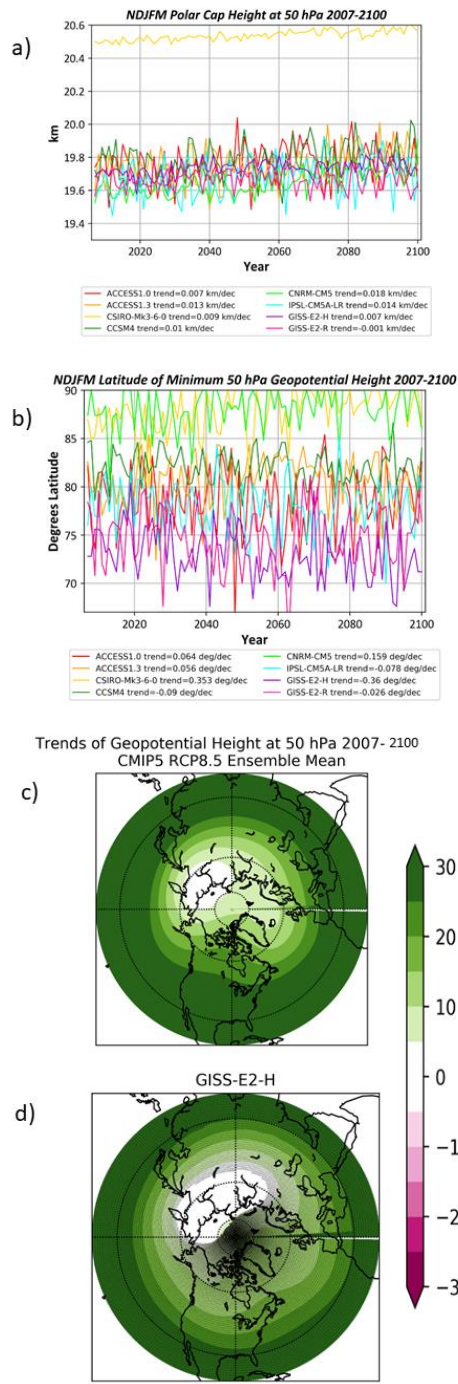 NDJFM Polar Cap Height at 50 hPa 2007-2100
a)
20.6
20.4
20.2
20.0
19.8
19.6
19.4
km
2020 2040 2060 2080 2100
Year
ACCESS1.0 trend=0.007 km/dec
ACCESS1.3 trend=0.013 km/dec
CSIRO-Mk3-6-0 trend=0.009 km/dec
CCSM4 trend=0.01 km/dec
CNRM-CM5 trend=0.018 km/dec
IPSL-CM5A-LR trend=0.014 km/dec
GISS-E2-H trend=0.007 km/dec
GISS-E2-R trend=-0.001 km/dec
NDJFM Latitude of Minimum 50 hPa Geopotential Height 2007-2100
b)
90
85
80
75
70
Degrees Latitude
2020 2040 2060 2080 2100
Year
ACCESS1.0 trend=0.064 deg/dec
ACCESS1.3 trend=0.056 deg/dec
CSIRO-Mk3-6-0 trend=0.353 deg/dec
CCSM4 trend=-0.09 deg/dec
CNRM-CM5 trend=0.159 deg/dec
IPSL-CM5A-LR trend=-0.078 deg/dec
GISS-E2-H trend=-0.36 deg/dec
GISS-E2-R trend=-0.026 deg/dec
Trends of Geopotential Height at 50 hPa 2007- 2100
CMIP5 RCP8.5 Ensemble Mean
c)
30
20
10
0
-1
-2
-3
GISS-E2-H
d)